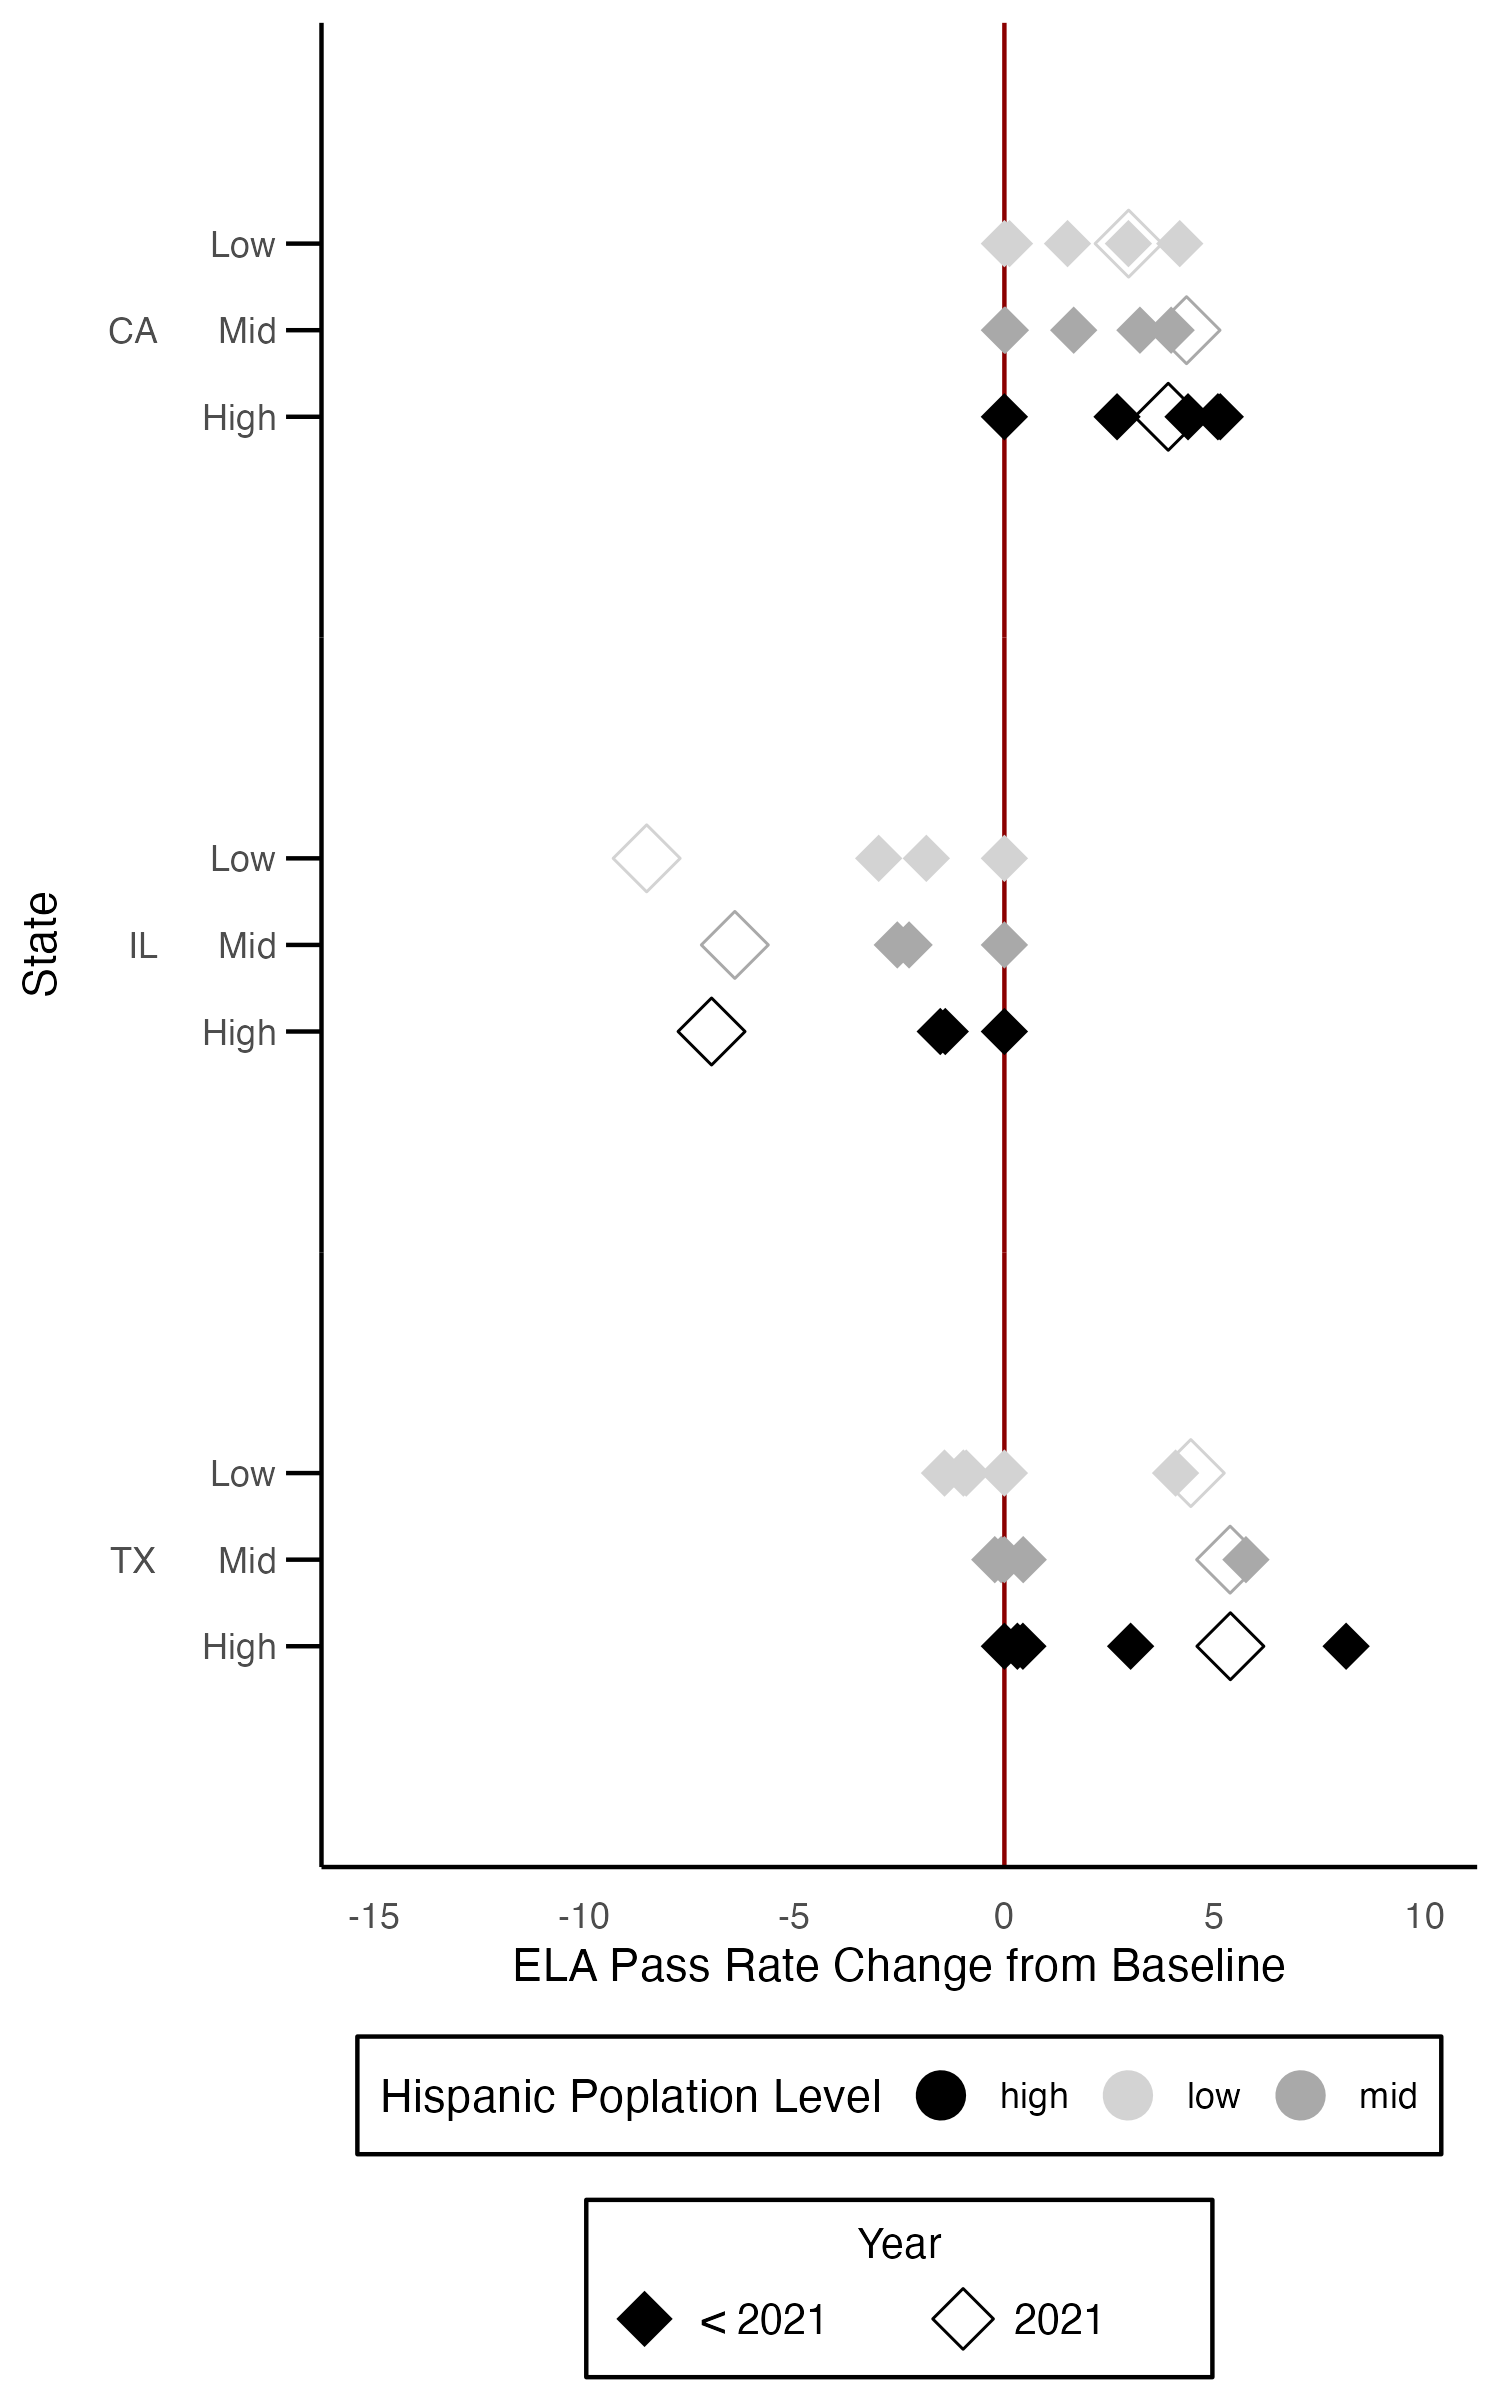 Low
CA Mid
High
Low
State
IL Mid
High
Low
TX Mid
High
-15 -10 -5 0 5 10
ELA Pass Rate Change from Baseline
Hispanic Poplation Level high low mid
Year
< 2021 2021